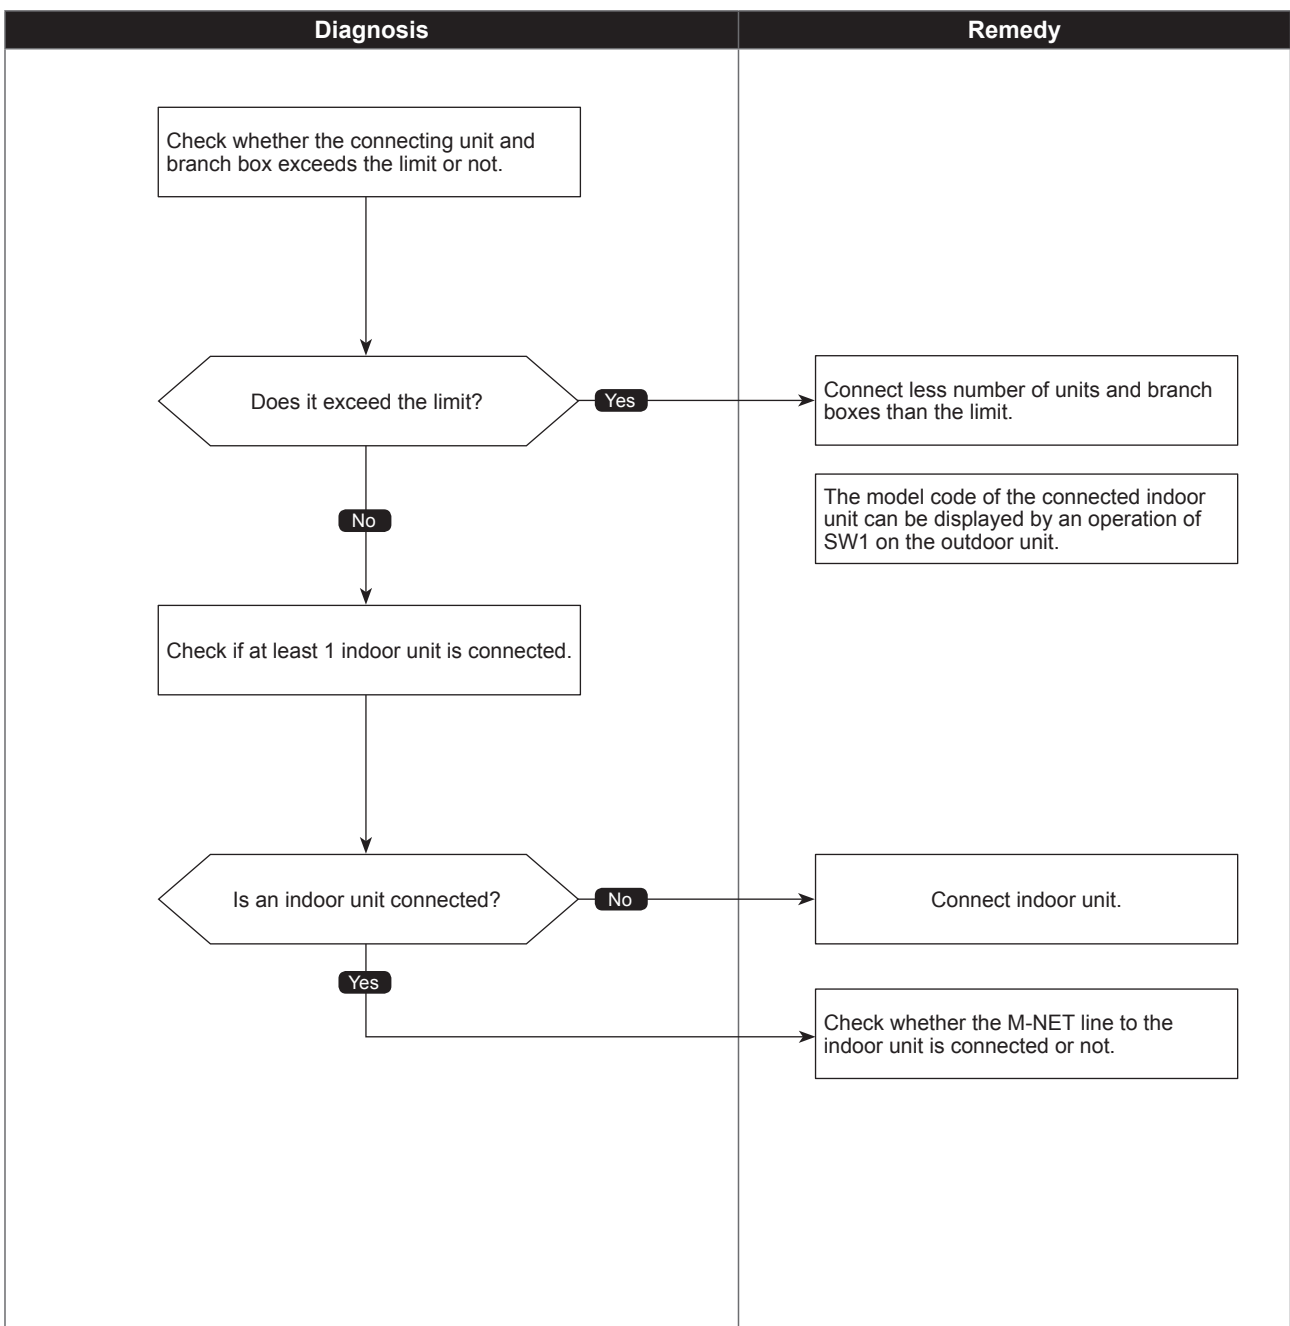 Diagnosis
Remedy
Check whether the connecting unit and
branch box exceeds the limit or not.
Does it exceed the limit?
Yes
Connect less number of units and branch
boxes than the limit.
The model code of the connected indoor
unit can be displayed by an operation of
SW1 on the outdoor unit.
No
Check if at least 1 indoor unit is connected.
Is an indoor unit connected?
No
Connect indoor unit.
Yes
Check whether the M-NET line to the
indoor unit is connected or not.